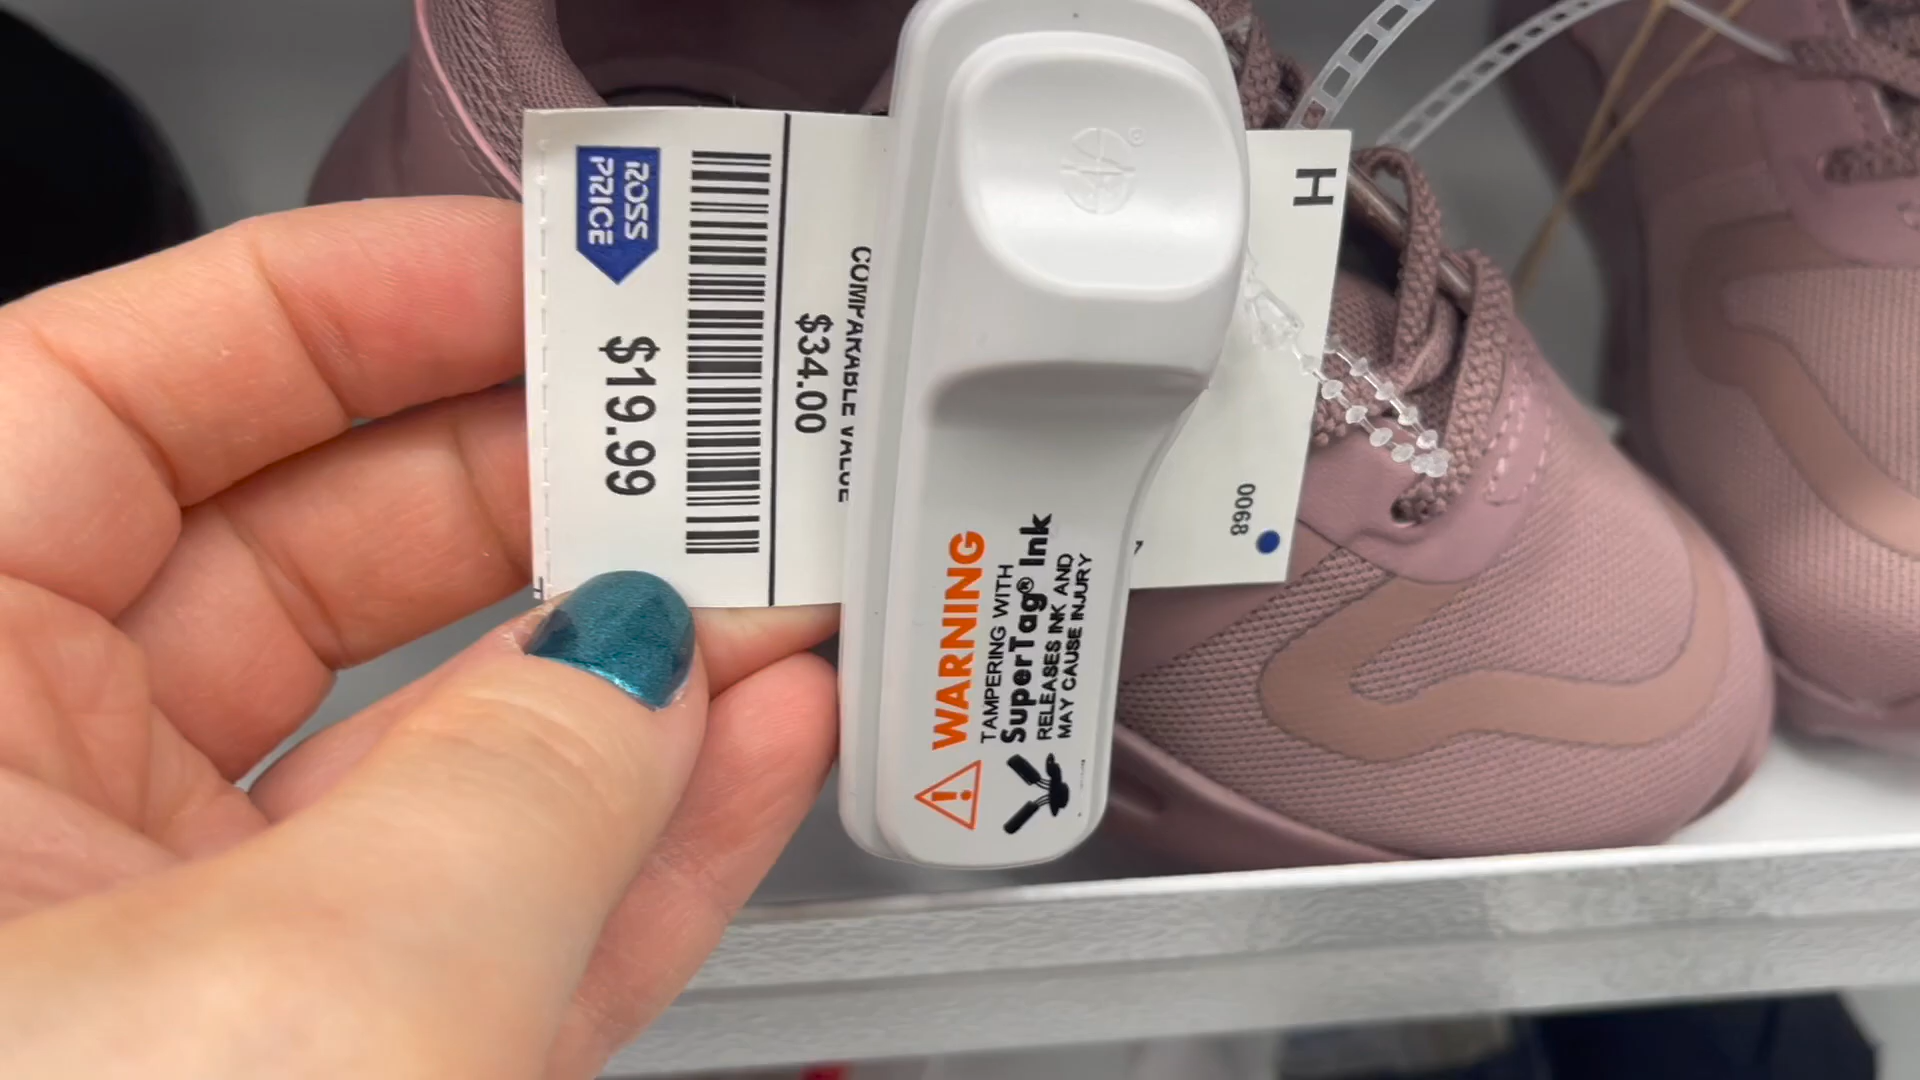 ROSS
PRICE
$19.99
COMPARABLE VALUE
$34.00
H
0068
WARNING
TAMPERING WITH
SuperTag® Ink
RELEASES INK AND
MAY CAUSE INJURY